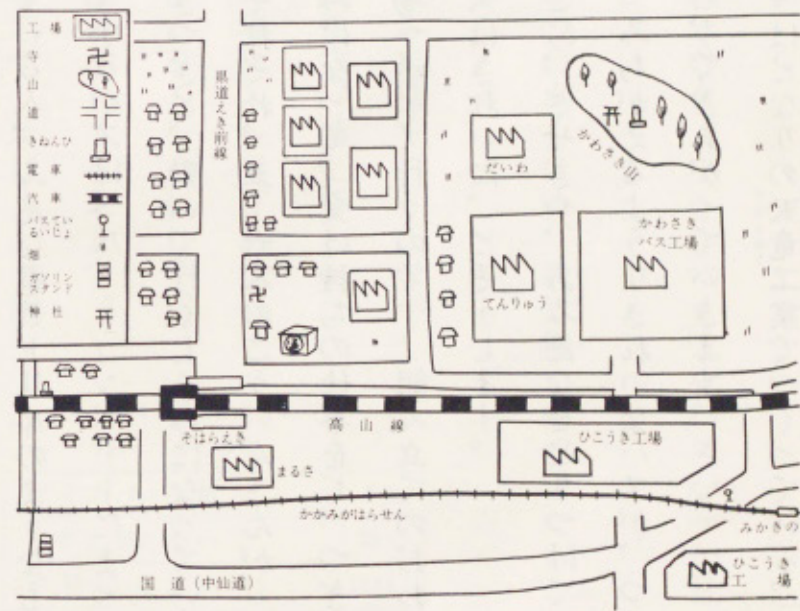 工場
寺
山
道
きねんひ
電車
汽車
バスてい
るいじょ
畑
ガソリン
スタンド
神社
県道えき前線
だいわ
かわさき山
てんりゅう
かわさき
バス工場
そはらえき
高山線
まるさ
ひこうき工場
かかみがはらせん
みかきの
国道(中仙道)
ひこうき
工場